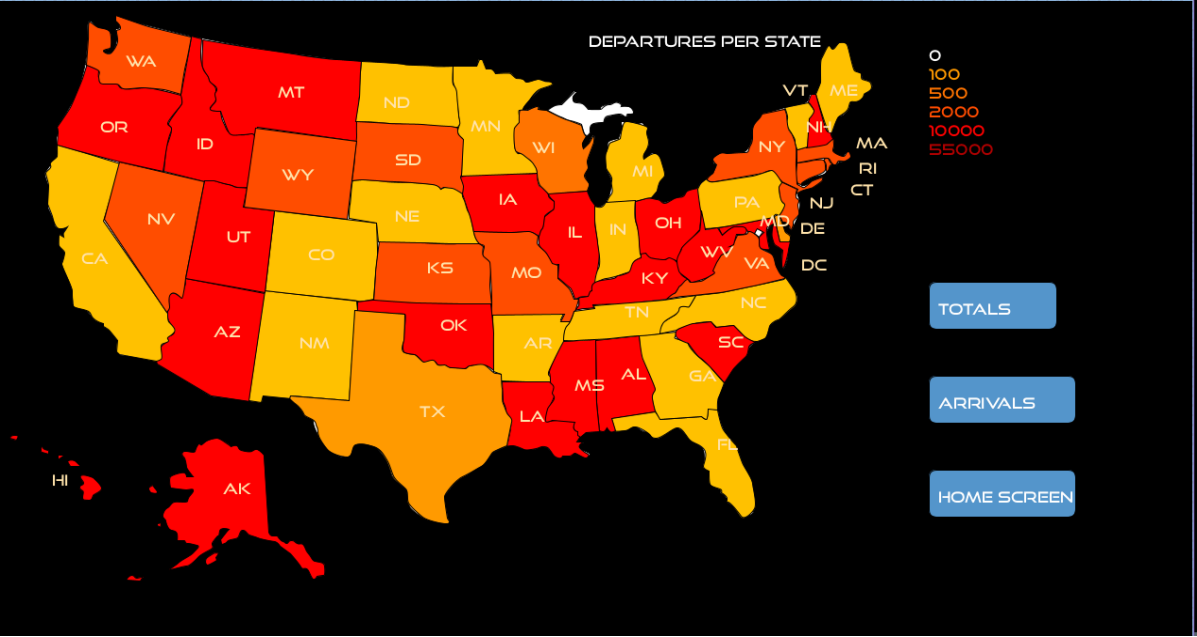 DEPARTURES PER STATE
0
100
500
2000
10000
55000
WA
MT
ND
MN
VT
ME
OR
ID
SD
WI
NY
NH
MA
WY
MI
RI
CT
IA
NE
PA
NJ
NV
UT
IL
IN
OH
MD
DE
CA
CO
KS
MO
KY
WV
VA
DC
AZ
NM
OK
AR
TN
NC
SC
TX
LA
MS
AL
GA
FL
HI
AK
TOTALS
ARRIVALS
HOME SCREEN